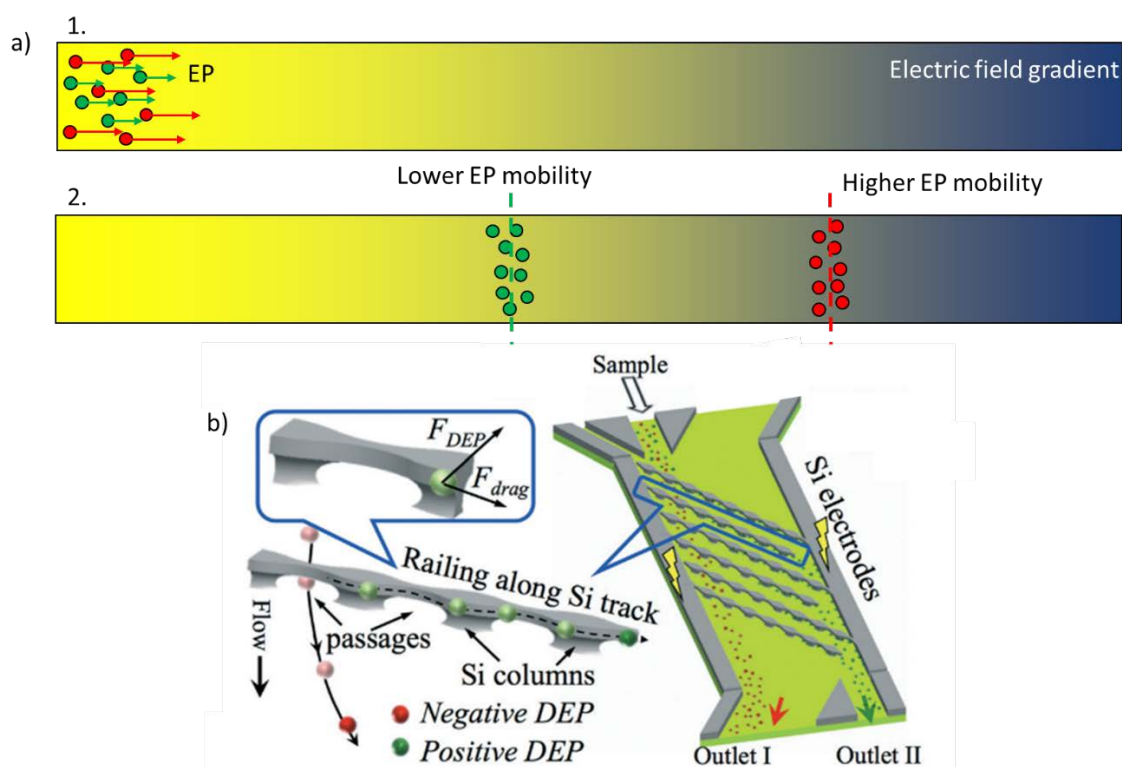 a)
1.
EP
Electric field gradient
2.
Lower EP mobility
Higher EP mobility
b)
Sample
F_DEP
F_drag
Si electrodes
Railing along Si track
Flow
passages
Si columns
Negative DEP
Positive DEP
Outlet I
Outlet II